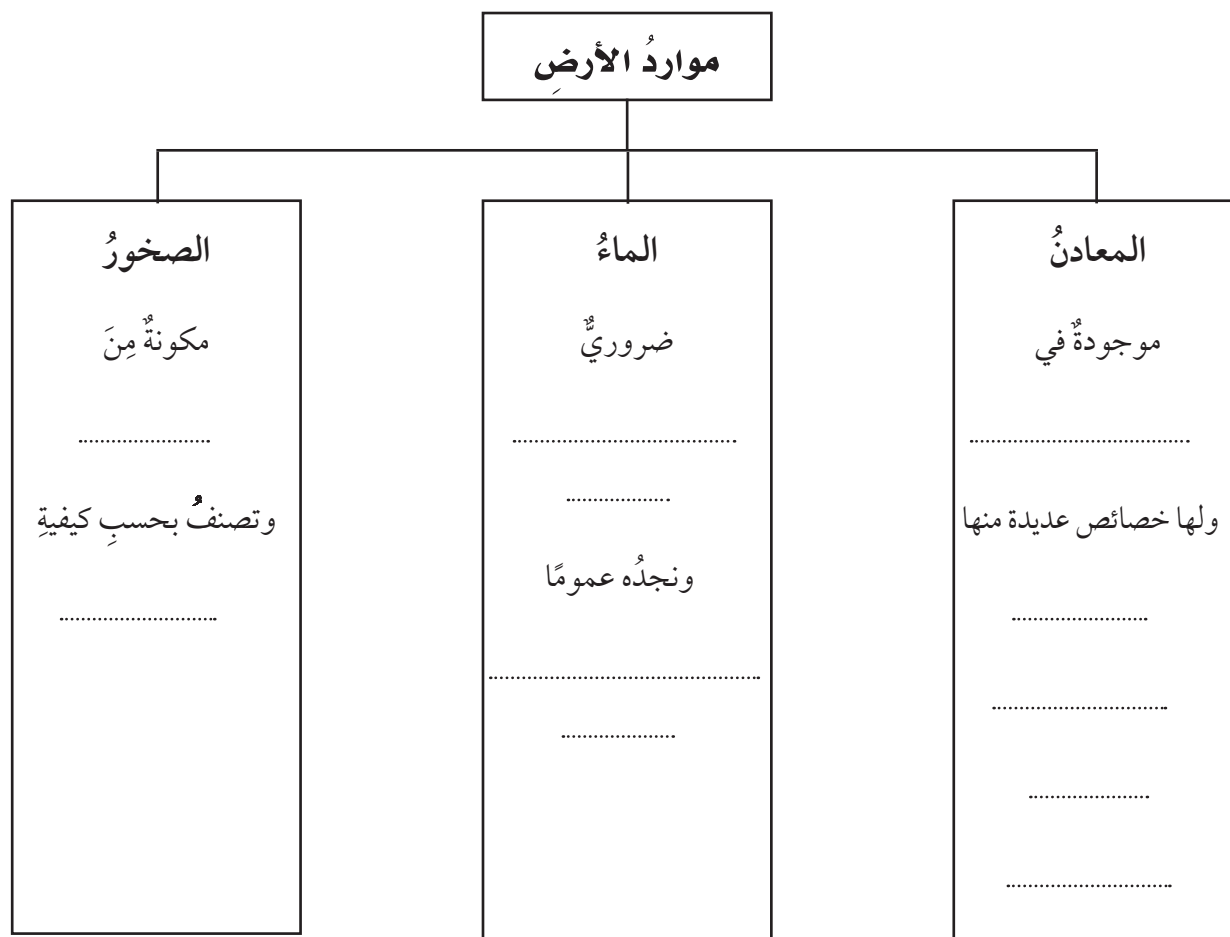 مواردُ الأرضِ
المعادنُ
موجودةٌ في
........................................
ولها خصائص عديدة منها
.........................
................................
......................
..............................
الماءُ
ضروريٌّ
.........................................
...................
ونجدُه عمومًا
..................................................
.....................
الصخورُ
مكونةٌ مِنَ
........................
وتصنفُ بحسبِ كيفيةِ
.............................